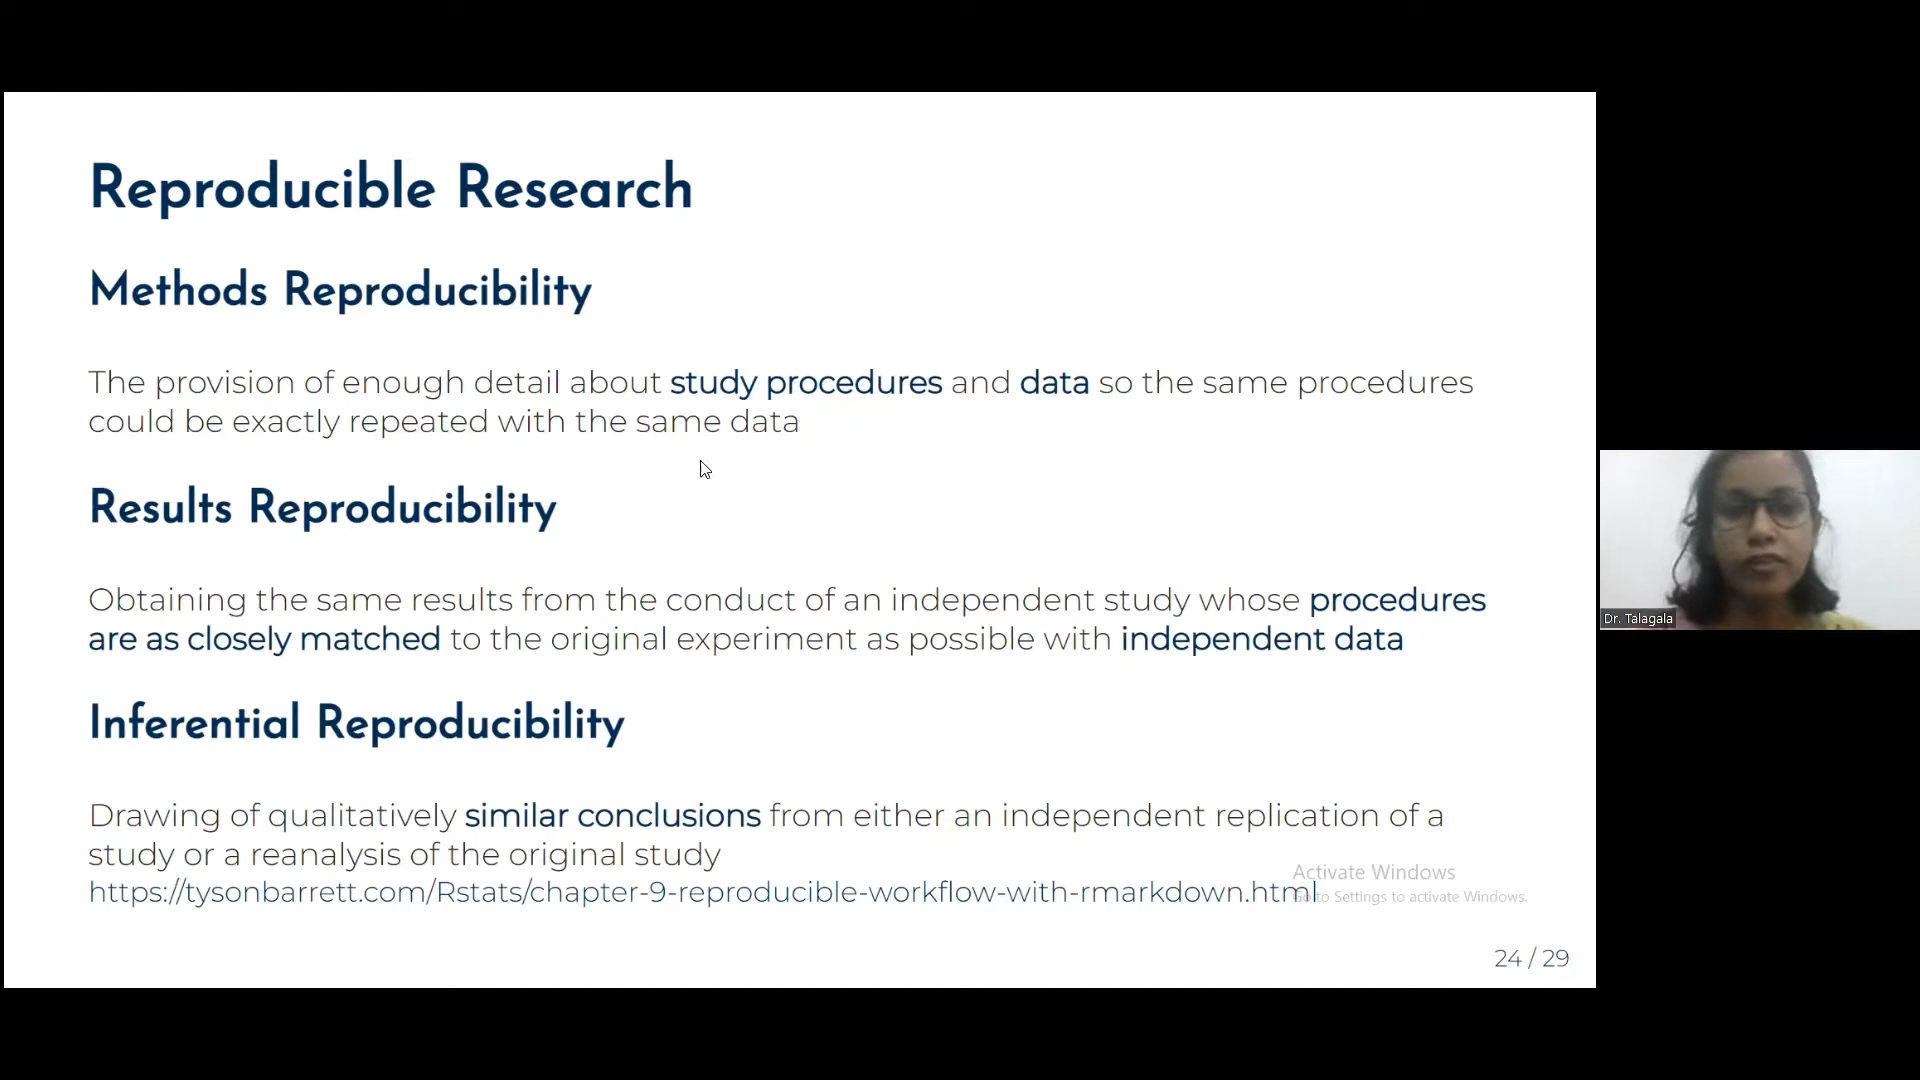 Reproducible Research
Methods Reproducibility
The provision of enough detail about study procedures and data so the same procedures
could be exactly repeated with the same data
Results Reproducibility
Obtaining the same results from the conduct of an independent study whose procedures
are as closely matched to the original experiment as possible with independent data
Inferential Reproducibility
Drawing of qualitatively similar conclusions from either an independent replication of a
study or a reanalysis of the original study
https://tysonbarrett.com/Rstats/chapter-9-reproducible-workflow-with-rmarkdown.html
Activate Windows
Go to Settings to activate Windows.
24 / 29
Dr. Talagala